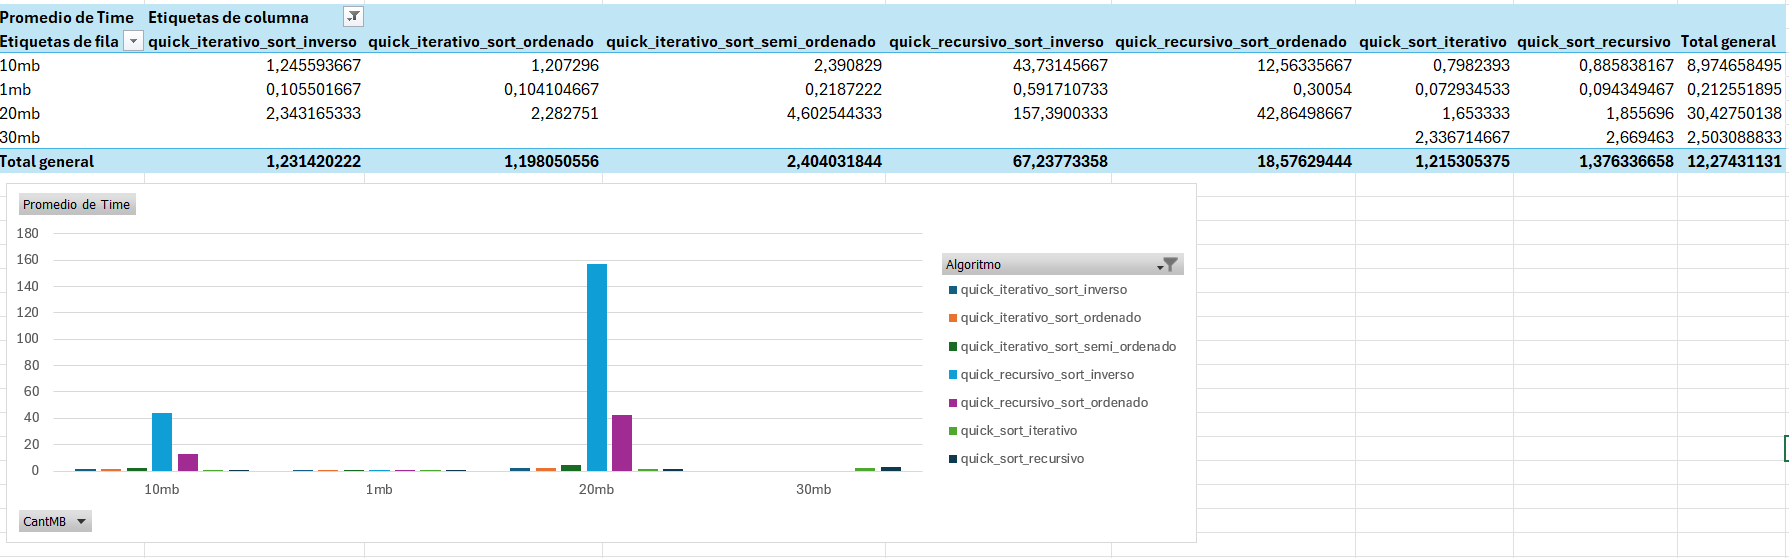 Promedio de Time Etiquetas de columna
Etiquetas de fila quick_iterativo_sort_inverso quick_iterativo_sort_ordenado quick_iterativo_sort_semi_ordenado quick_recursivo_sort_inverso quick_recursivo_sort_ordenado quick_sort_iterativo quick_sort_recursivo Total general
10mb 1,245593667 1,207296 2,390829 43,73145667 12,56335667 0,7982393 0,885838167 8,974658495
1mb 0,105501667 0,104104667 0,2187222 0,591710733 0,30054 0,072934533 0,094349467 0,212551895
20mb 2,343165333 2,282751 4,602544333 157,3900333 42,86498667 1,653333 1,855696 30,42750138
30mb 2,336714667 2,669463 2,503088833
Total general 1,231420222 1,198050556 2,404031844 67,23773358 18,57629444 1,215305375 1,376336658 12,27431131
Promedio de Time
180
160
140
120
100
80
60
40
20
0
10mb 1mb 20mb 30mb
Algoritmo
quick_iterativo_sort_inverso
quick_iterativo_sort_ordenado
quick_iterativo_sort_semi_ordenado
quick_recursivo_sort_inverso
quick_recursivo_sort_ordenado
quick_sort_iterativo
quick_sort_recursivo
CantMB